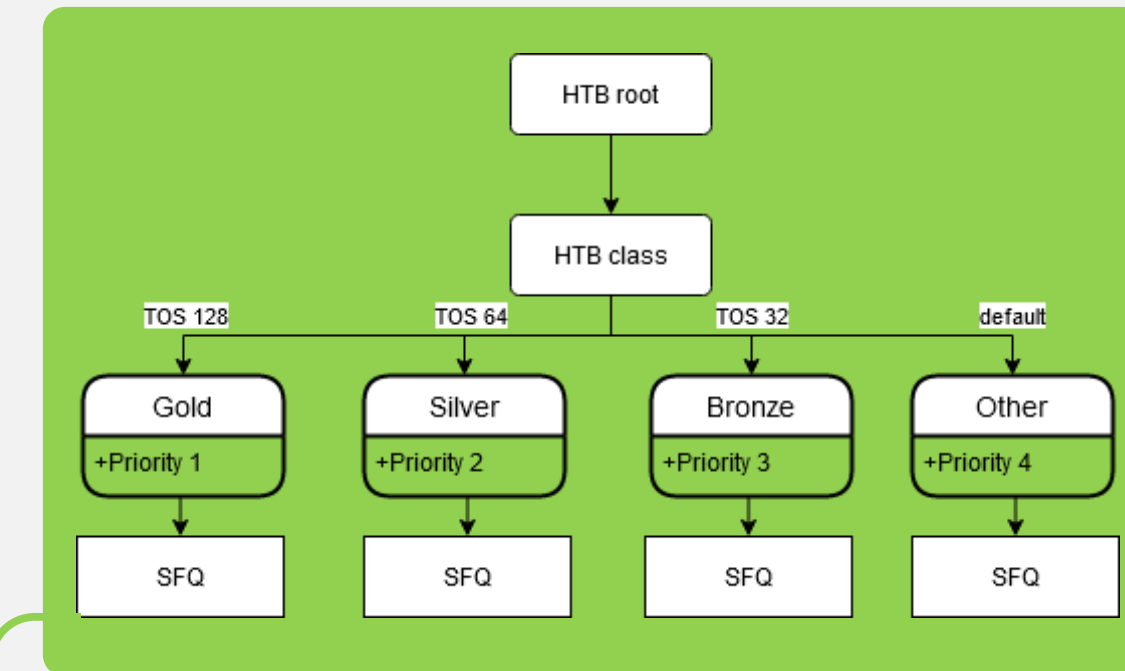 HTB root
HTB class
TOS 128
TOS 64
TOS 32
default
Gold
Silver
Bronze
Other
+Priority 1
+Priority 2
+Priority 3
+Priority 4
SFQ
SFQ
SFQ
SFQ